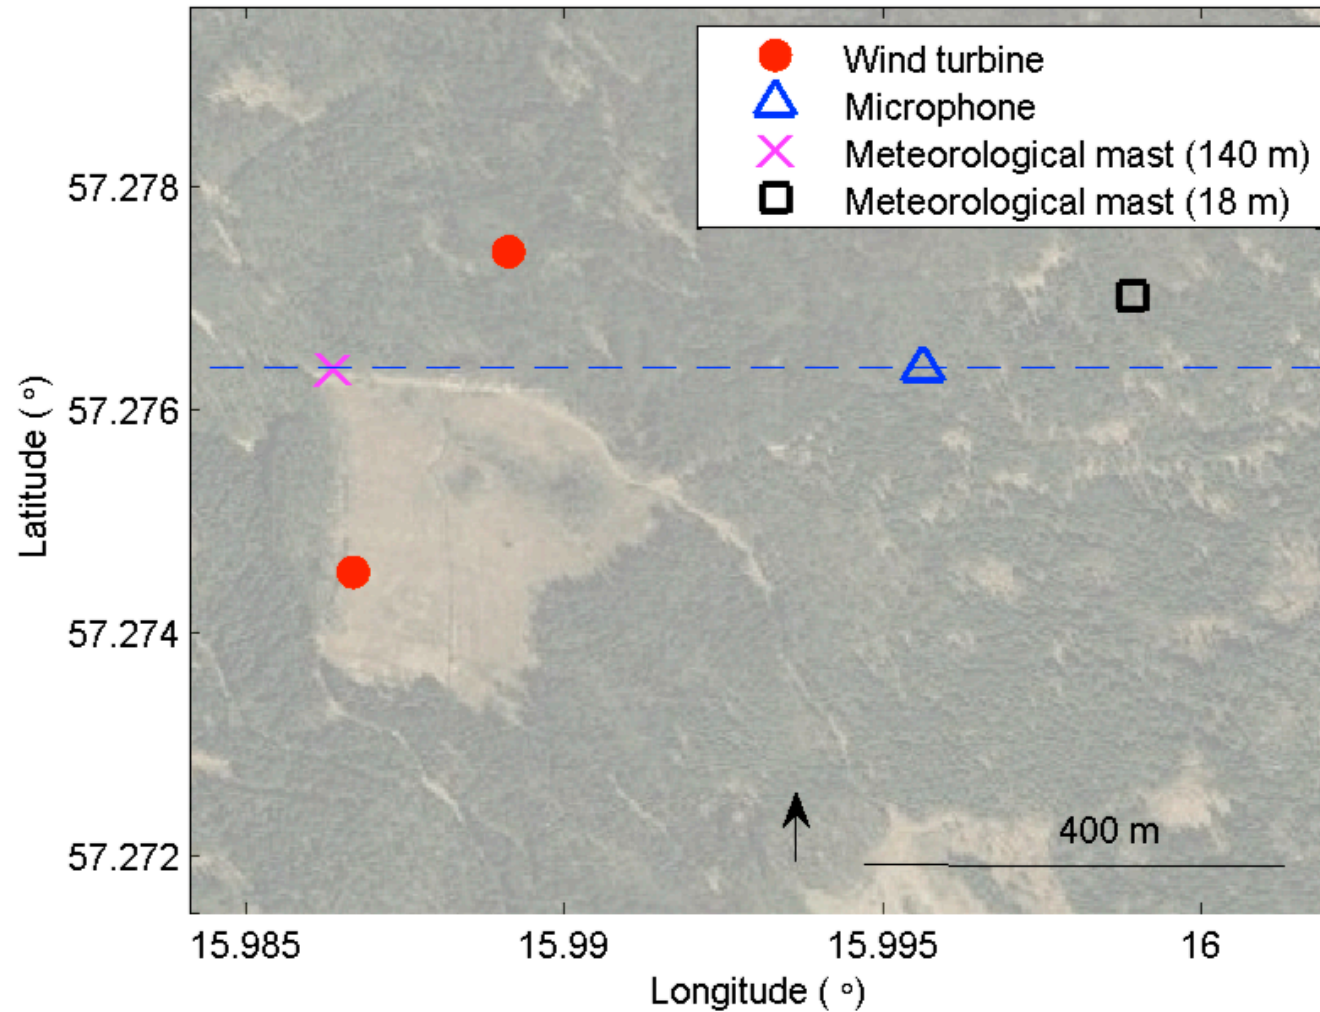 Wind turbine
Microphone
Meteorological mast (140 m)
Meteorological mast (18 m)
57.278
57.276
57.274
57.272
Latitude (°)
400 m
15.985
15.99
15.995
16
Longitude (°)